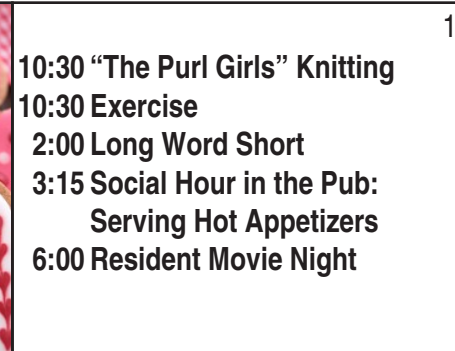 1
10:30 “The Purl Girls” Knitting
10:30 Exercise
2:00 Long Word Short
3:15 Social Hour in the Pub:
Serving Hot Appetizers
6:00 Resident Movie Night